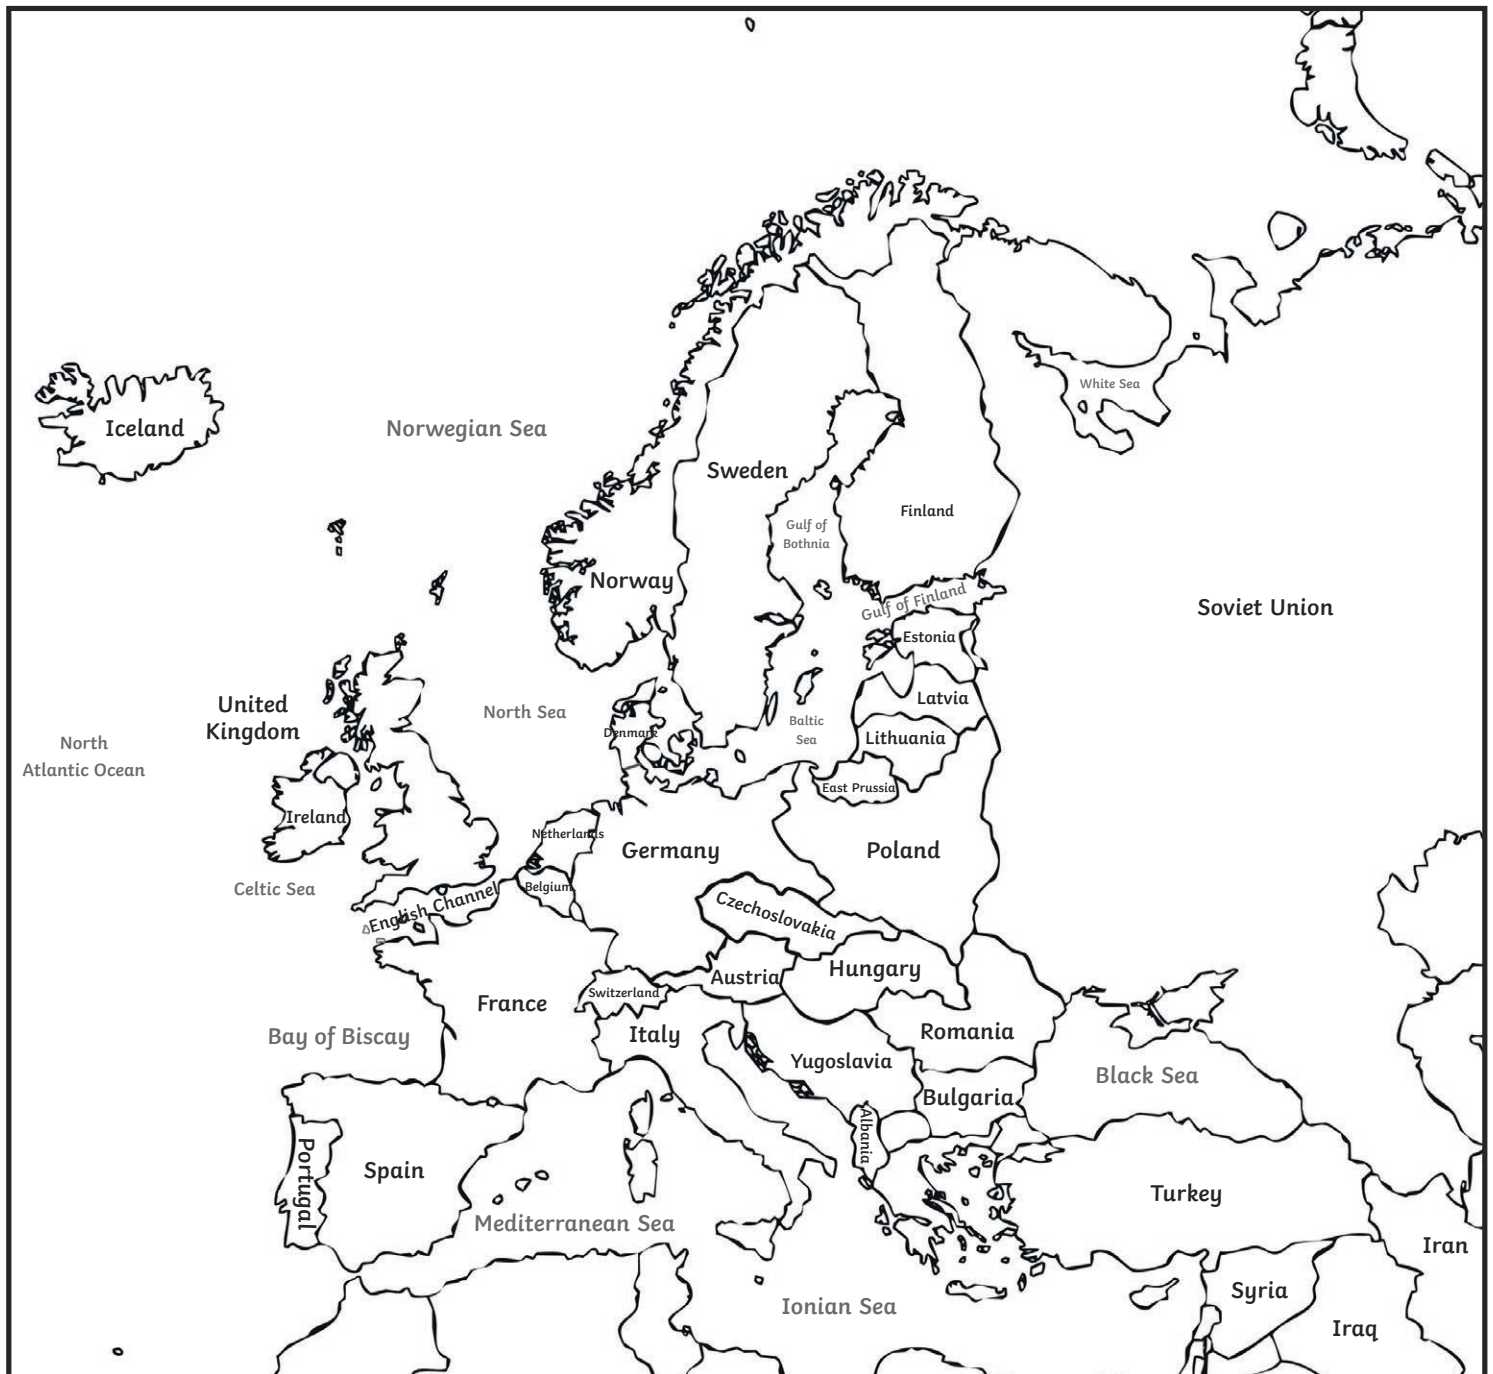 Iceland
Norwegian Sea
White Sea
Sweden
Finland
Gulf of
Bothnia
Norway
Gulf of Finland
Soviet Union
Estonia
United
Kingdom
North Sea
Latvia
Denmark
Baltic
Sea
Lithuania
North
Atlantic Ocean
East Prussia
Ireland
Netherlands
Germany
Poland
Celtic Sea
Belgium
English Channel
Czechoslovakia
Austria
Hungary
France
Switzerland
Italy
Romania
Bay of Biscay
Yugoslavia
Black Sea
Bulgaria
Albania
Portugal
Spain
Turkey
Mediterranean Sea
Iran
Syria
Ionian Sea
Iraq